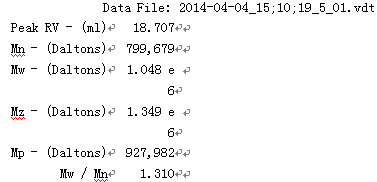 Data File: 2014-04-04_15;10;19_5_01.vdt
Peak RV - (ml) 18.707
Mn - (Daltons) 799,679
Mw - (Daltons) 1.048 e
6
Mz - (Daltons) 1.349 e
6
Mp - (Daltons) 927,982
Mw / Mn 1.310